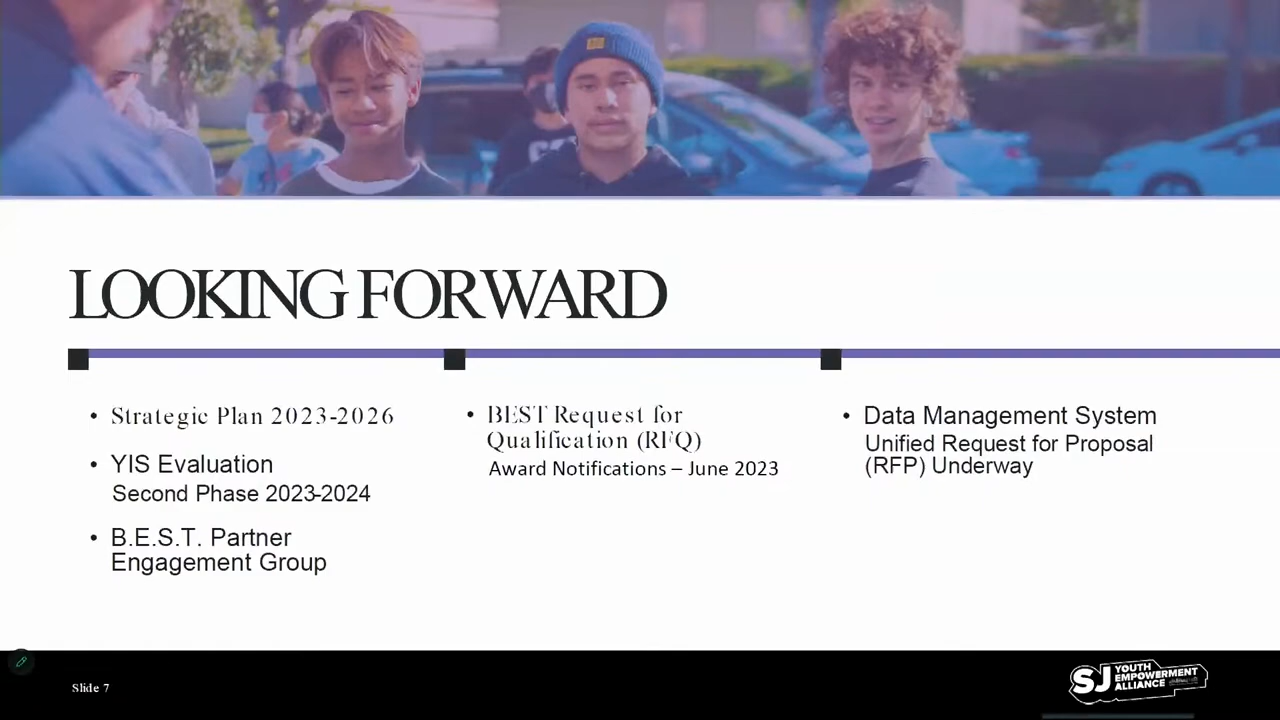 LOOKING FORWARD
• Strategic Plan 2023-2026
• YIS Evaluation
Second Phase 2023-2024
• B.E.S.T. Partner
Engagement Group
• BEST Request for
Qualification (RFQ)
Award Notifications – June 2023
• Data Management System
Unified Request for Proposal
(RFP) Underway
Slide 7
SJ YOUTH
EMPOWERMENT
ALLIANCE